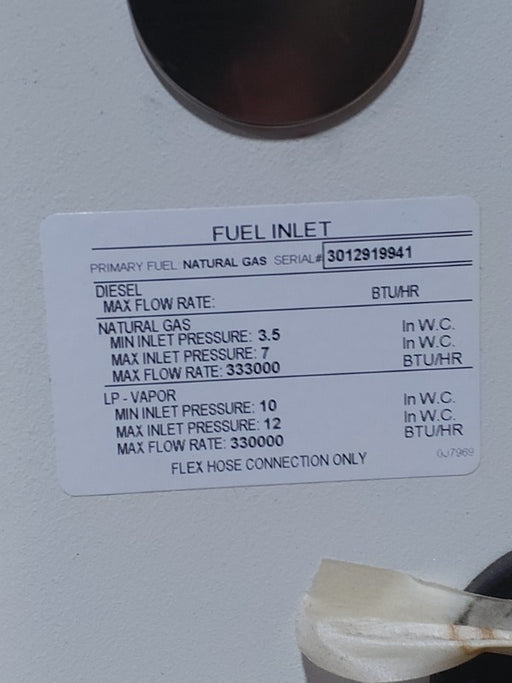 FUEL INLET
PRIMARY FUEL: NATURAL GAS SERIAL# 3012919941
DIESEL
MAX FLOW RATE: BTU/HR
NATURAL GAS
MIN INLET PRESSURE: 3.5 In W.C.
MAX INLET PRESSURE: 7 In W.C.
MAX FLOW RATE: 333000 BTU/HR
LP - VAPOR
MIN INLET PRESSURE: 10 In W.C.
MAX INLET PRESSURE: 12 In W.C.
MAX FLOW RATE: 330000 BTU/HR
FLEX HOSE CONNECTION ONLY
0J7969